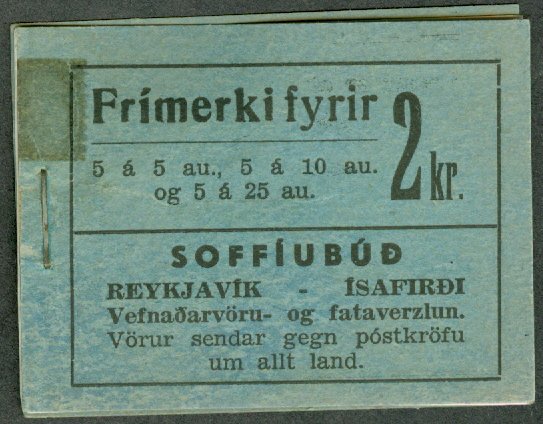 Frímerki fyrir 2 kr.
5 á 5 au., 5 á 10 au.
og 5 á 25 au.
SOFFÍUBÚÐ
REYKJAVÍK - ÍSAFIRÐI
Vefnaðarvöru- og fataverzlun.
Vörur sendar gegn póstkröfu
um allt land.